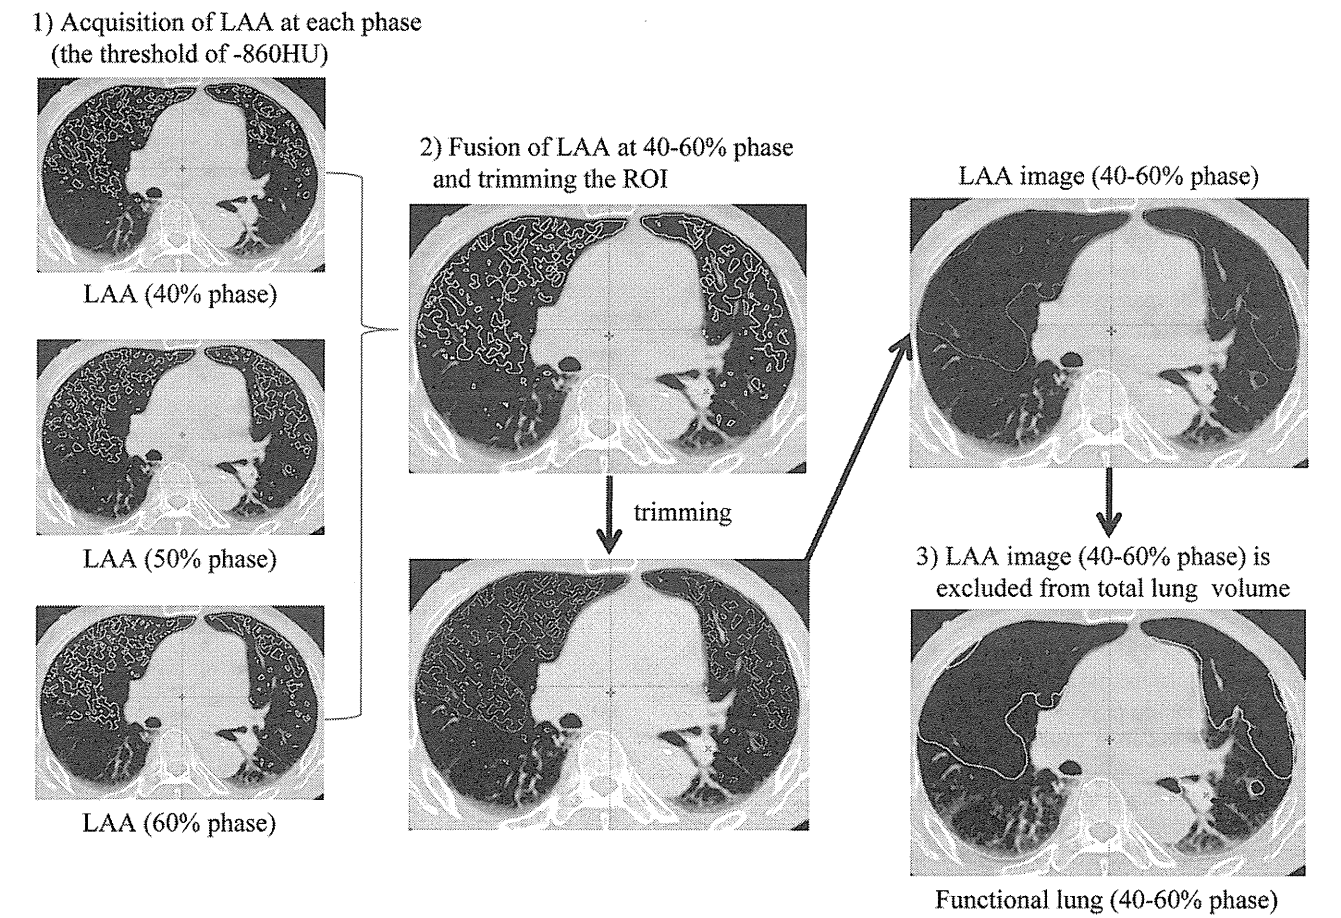 1) Acquisition of LAA at each phase
(the threshold of -860HU)
LAA (40% phase)
LAA (50% phase)
LAA (60% phase)
2) Fusion of LAA at 40-60% phase
and trimming the ROI
trimming
LAA image (40-60% phase)
3) LAA image (40-60% phase) is
excluded from total lung volume
Functional lung (40-60% phase)